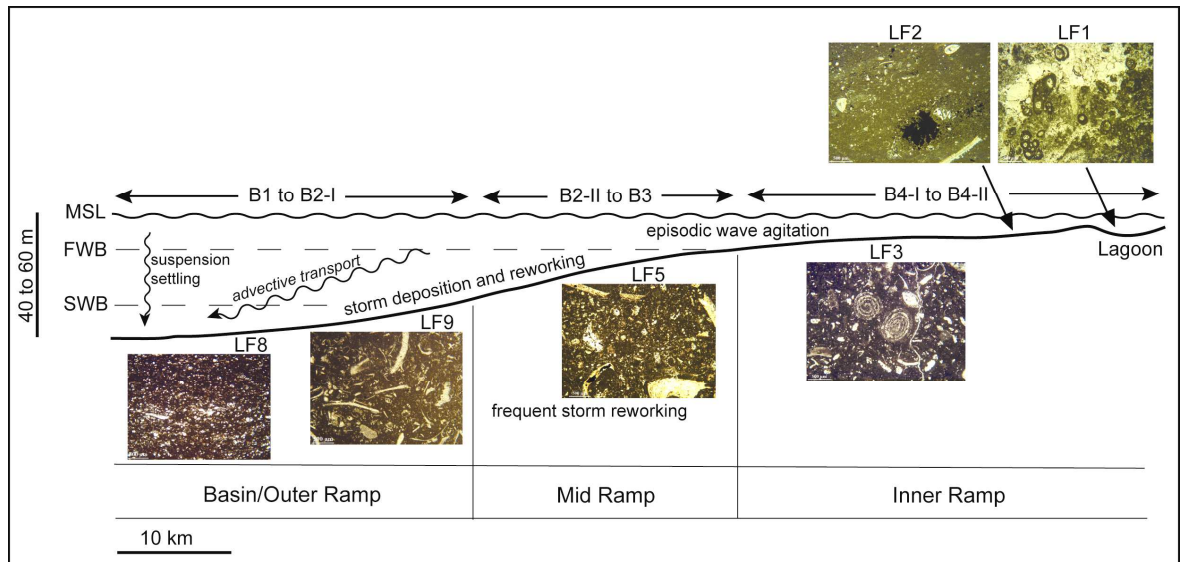 LF2
LF1
B1 to B2-I
B2-II to B3
B4-I to B4-II
MSL
episodic wave agitation
FWB
suspension
settling
advective transport
Lagoon
LF3
40 to 60 m
storm deposition and reworking
LF5
SWB
LF9
LF8
frequent storm reworking
Basin/Outer Ramp
Mid Ramp
Inner Ramp
10 km